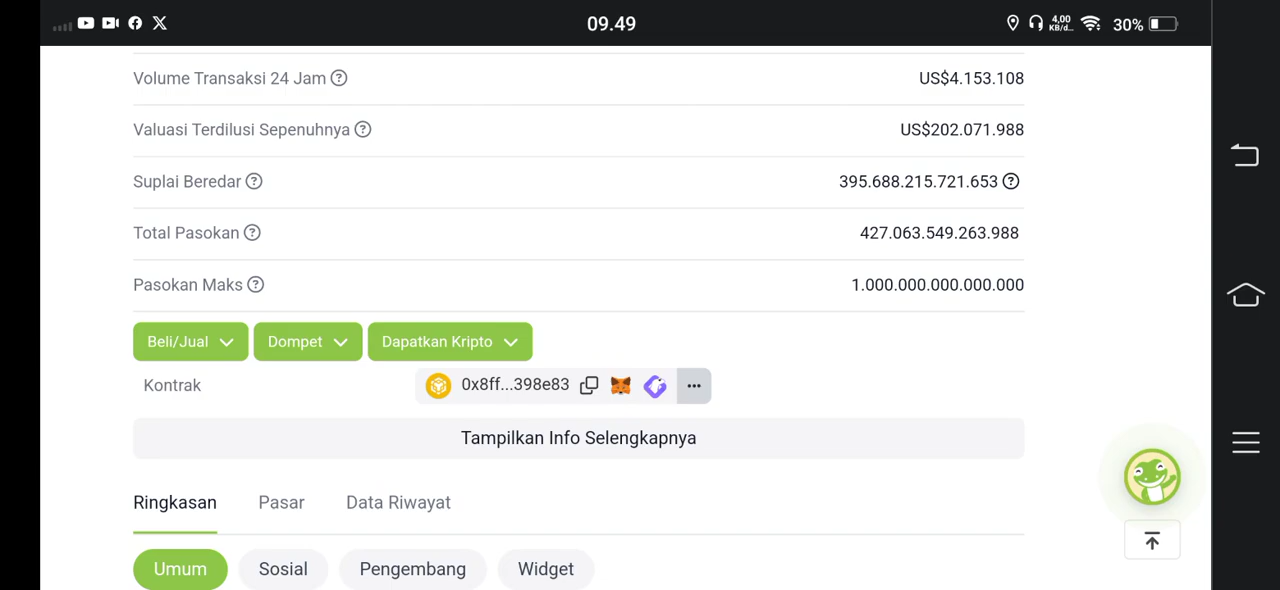 09.49
4,00
KB/d...
30%
Volume Transaksi 24 Jam
US$4.153.108
Valuasi Terdilusi Sepenuhnya
US$202.071.988
Suplai Beredar
395.688.215.721.653
Total Pasokan
427.063.549.263.988
Pasokan Maks
1.000.000.000.000.000
Beli/Jual
Dompet
Dapatkan Kripto
Kontrak
0x8ff...398e83
Tampilkan Info Selengkapnya
Ringkasan
Pasar
Data Riwayat
Umum
Sosial
Pengembang
Widget